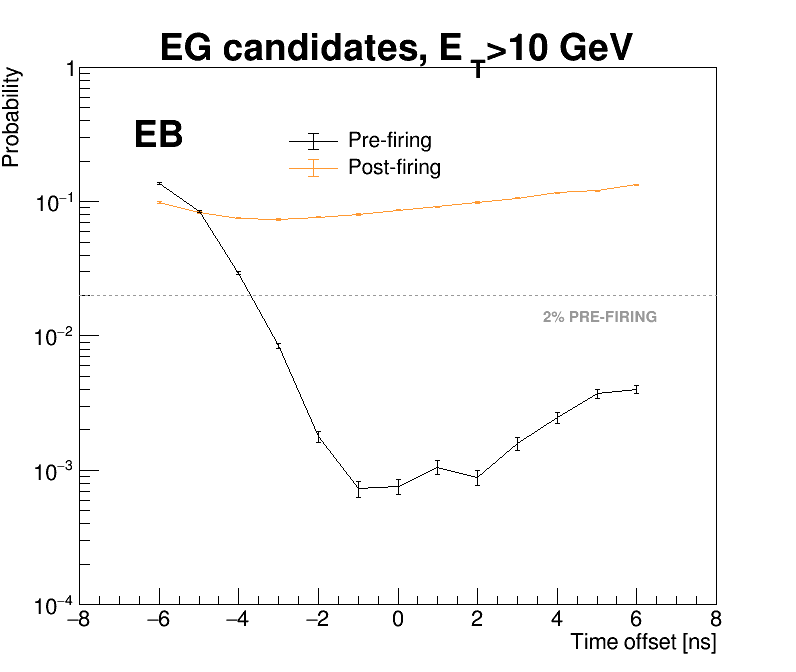 EG candidates, E_T>10 GeV
Probability
1
EB
Pre-firing
Post-firing
10⁻¹
2% PRE-FIRING
10⁻²
10⁻³
10⁻⁴
−8 −6 −4 −2 0 2 4 6 8
Time offset [ns]